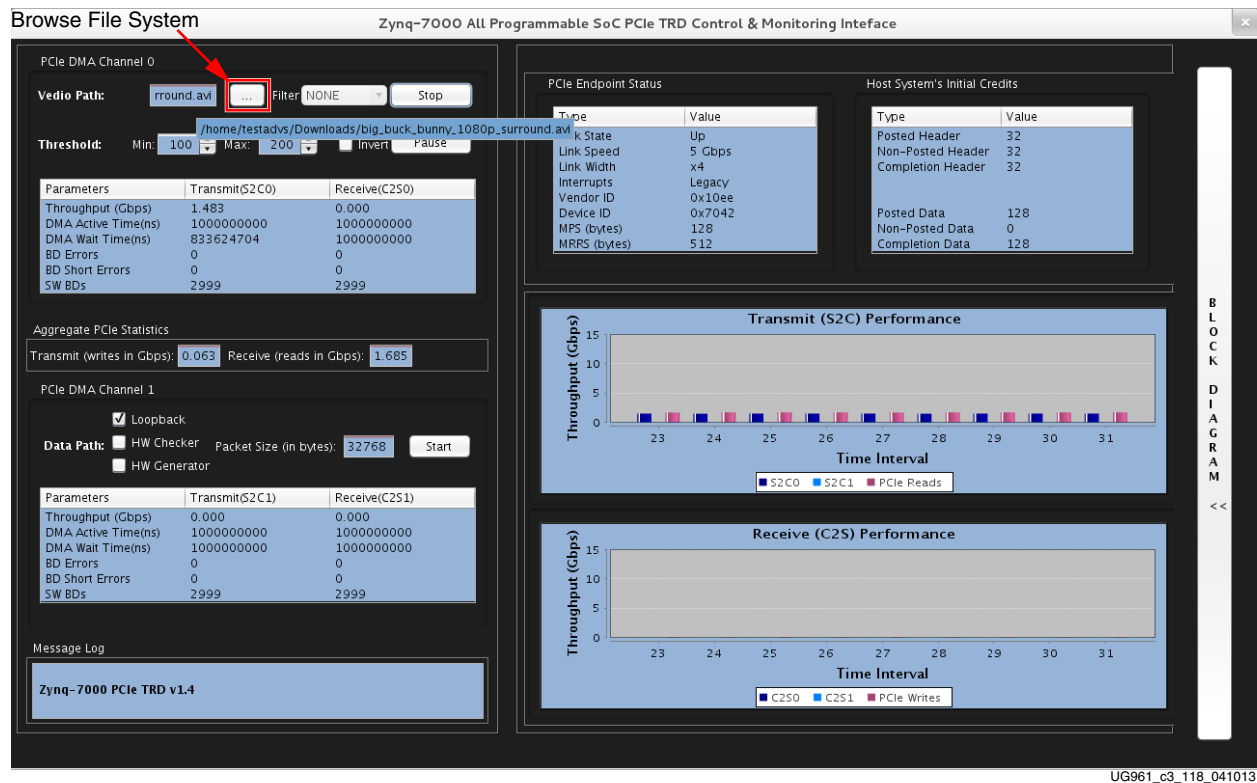 Browse File System
Zynq-7000 All Programmable SoC PCIe TRD Control & Monitoring Inteface
PCIe DMA Channel 0
Vedio Path: rround.avi ... Filter NONE Stop
/home/testadvs/Downloads/big_buck_bunny_1080p_surround.avi
Threshold: Min: 100 Max: 200 Invert Pause
Parameters Transmit(S2C0) Receive(C2S0)
Throughput (Gbps) 1.483 0.000
DMA Active Time(ns) 1000000000 1000000000
DMA Wait Time(ns) 833624704 1000000000
BD Errors 0 0
BD Short Errors 0 0
SW BDs 2999 2999
Aggregate PCIe Statistics
Transmit (writes in Gbps): 0.063 Receive (reads in Gbps): 1.685
PCIe DMA Channel 1
Loopback
Data Path: HW Checker Packet Size (in bytes): 32768 Start
HW Generator
Parameters Transmit(S2C1) Receive(C2S1)
Throughput (Gbps) 0.000 0.000
DMA Active Time(ns) 1000000000 1000000000
DMA Wait Time(ns) 1000000000 1000000000
BD Errors 0 0
BD Short Errors 0 0
SW BDs 2999 2999
Message Log
Zynq-7000 PCIe TRD v1.4
PCIe Endpoint Status
Type Value
State Up
Link Speed 5 Gbps
Link Width x4
Interrupts Legacy
Vendor ID 0x10ee
Device ID 0x7042
MPS (bytes) 128
MRRS (bytes) 512
Host System's Initial Credits
Type Value
Posted Header 32
Non-Posted Header 32
Completion Header 32
Posted Data 128
Non-Posted Data 0
Completion Data 128
Transmit (S2C) Performance
Throughput (Gbps)
15
10
5
0
23 24 25 26 27 28 29 30 31
Time Interval
S2C0 S2C1 PCIe Reads
Receive (C2S) Performance
Throughput (Gbps)
15
10
5
0
23 24 25 26 27 28 29 30 31
Time Interval
C2S0 C2S1 PCIe Writes
BLOCK DIAGRAM <<
UG961_c3_118_041013